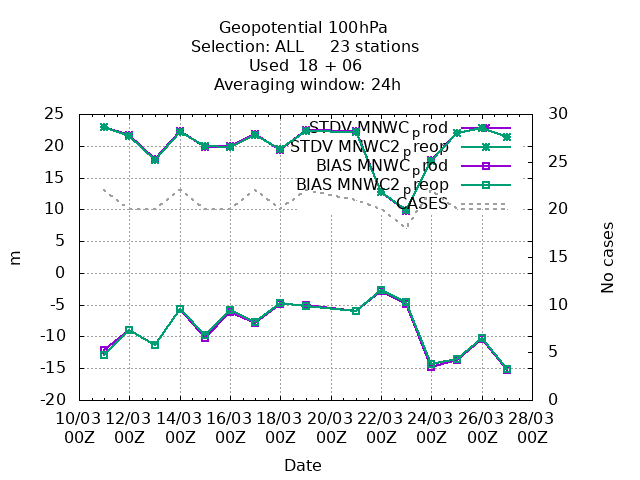 Geopotential 100hPa
Selection: ALL 23 stations
Used 18 + 06
Averaging window: 24h
25
20
15
10
5
0
-5
-10
-15
-20
30
25
20
15
10
5
0
STDV MNWC_prod
STDV MNWC2_preop
BIAS MNWC_prod
BIAS MNWC2_preop
CASES
m
No cases
10/03 12/03 14/03 16/03 18/03 20/03 22/03 24/03 26/03 28/03
00Z 00Z 00Z 00Z 00Z 00Z 00Z 00Z 00Z 00Z
Date